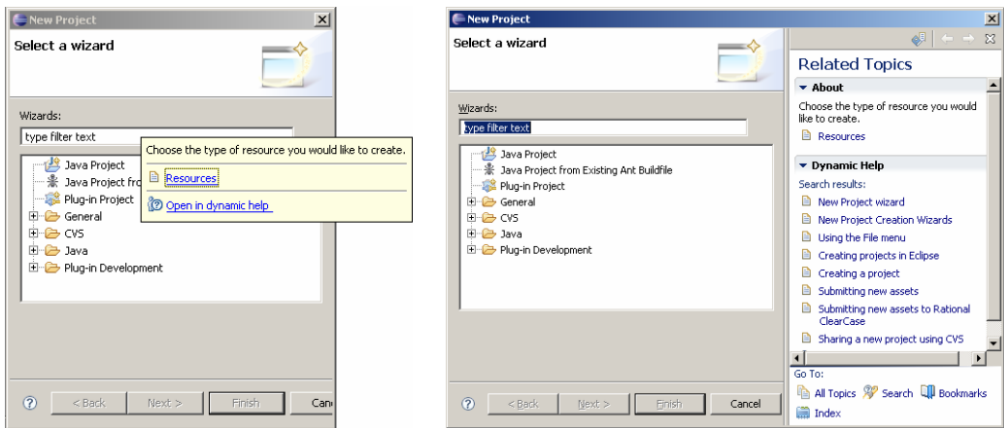 New Project
Select a wizard
Wizards:
type filter text
Choose the type of resource you would like to create.
Resources
Open in dynamic help
Java Project
Java Project fro
Plug-in Project
General
CVS
Java
Plug-in Development
< Back
Next >
Finish
Can
New Project
Select a wizard
Wizards:
type filter text
Java Project
Java Project from Existing Ant Buildfile
Plug-in Project
General
CVS
Java
Plug-in Development
< Back
Next >
Finish
Cancel
Related Topics
About
Choose the type of resource you would
like to create.
Resources
Dynamic Help
Search results:
New Project wizard
New Project Creation Wizards
Using the File menu
Creating projects in Eclipse
Creating a project
Submitting new assets
Submitting new assets to Rational
ClearCase
Sharing a new project using CVS
Go To:
All Topics Search Bookmarks
Index